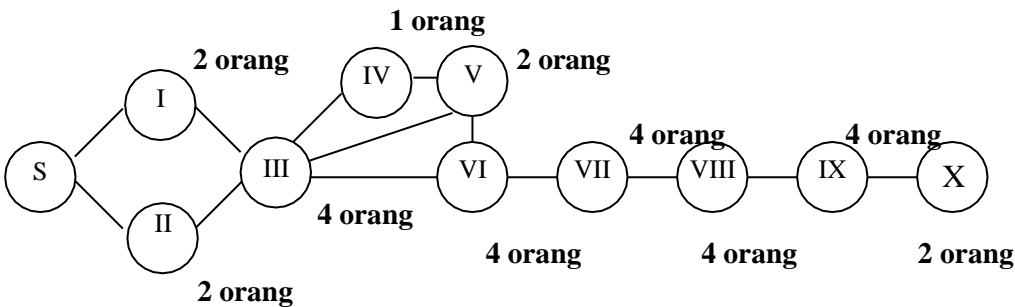 1 orang
2 orang
IV
V
2 orang
I
4 orang
4 orang
S
III
VI
VII
VIII
IX
X
II
4 orang
4 orang
4 orang
2 orang
2 orang